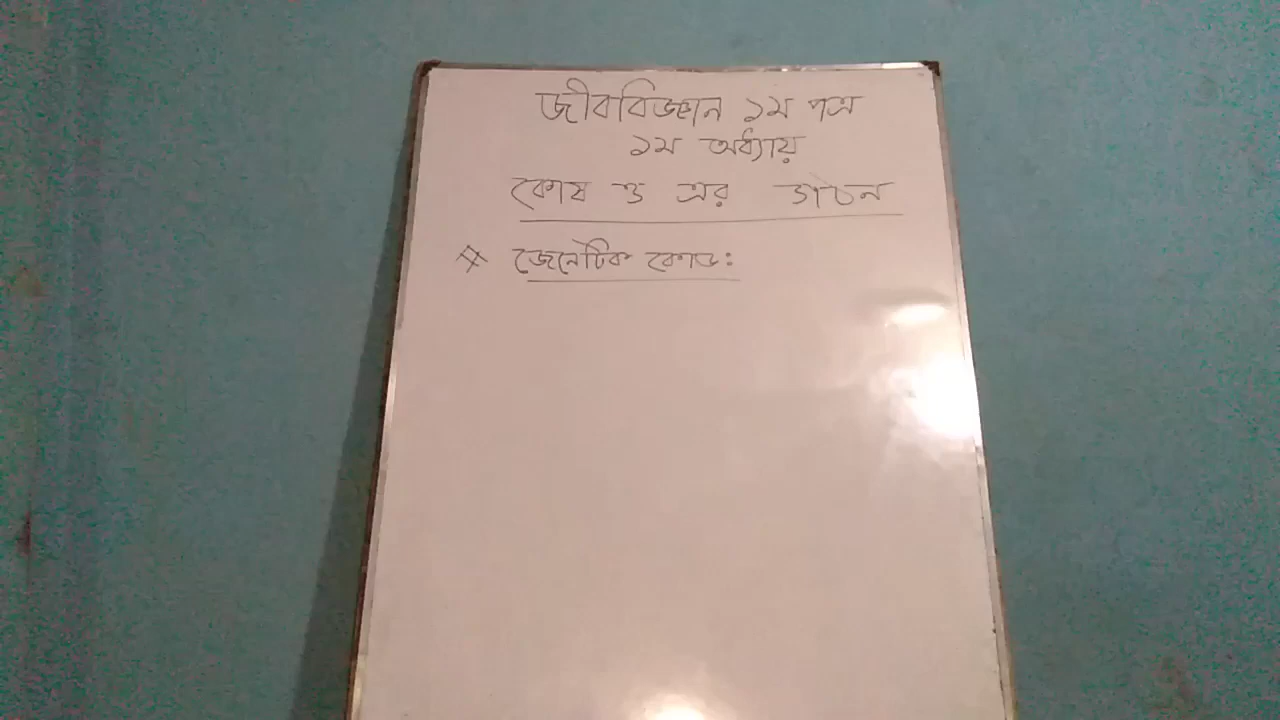 জীববিজ্ঞান ১ম পত্র
১ম অধ্যায়
কোষ ও এর গঠন
* জেনেটিক কোড: